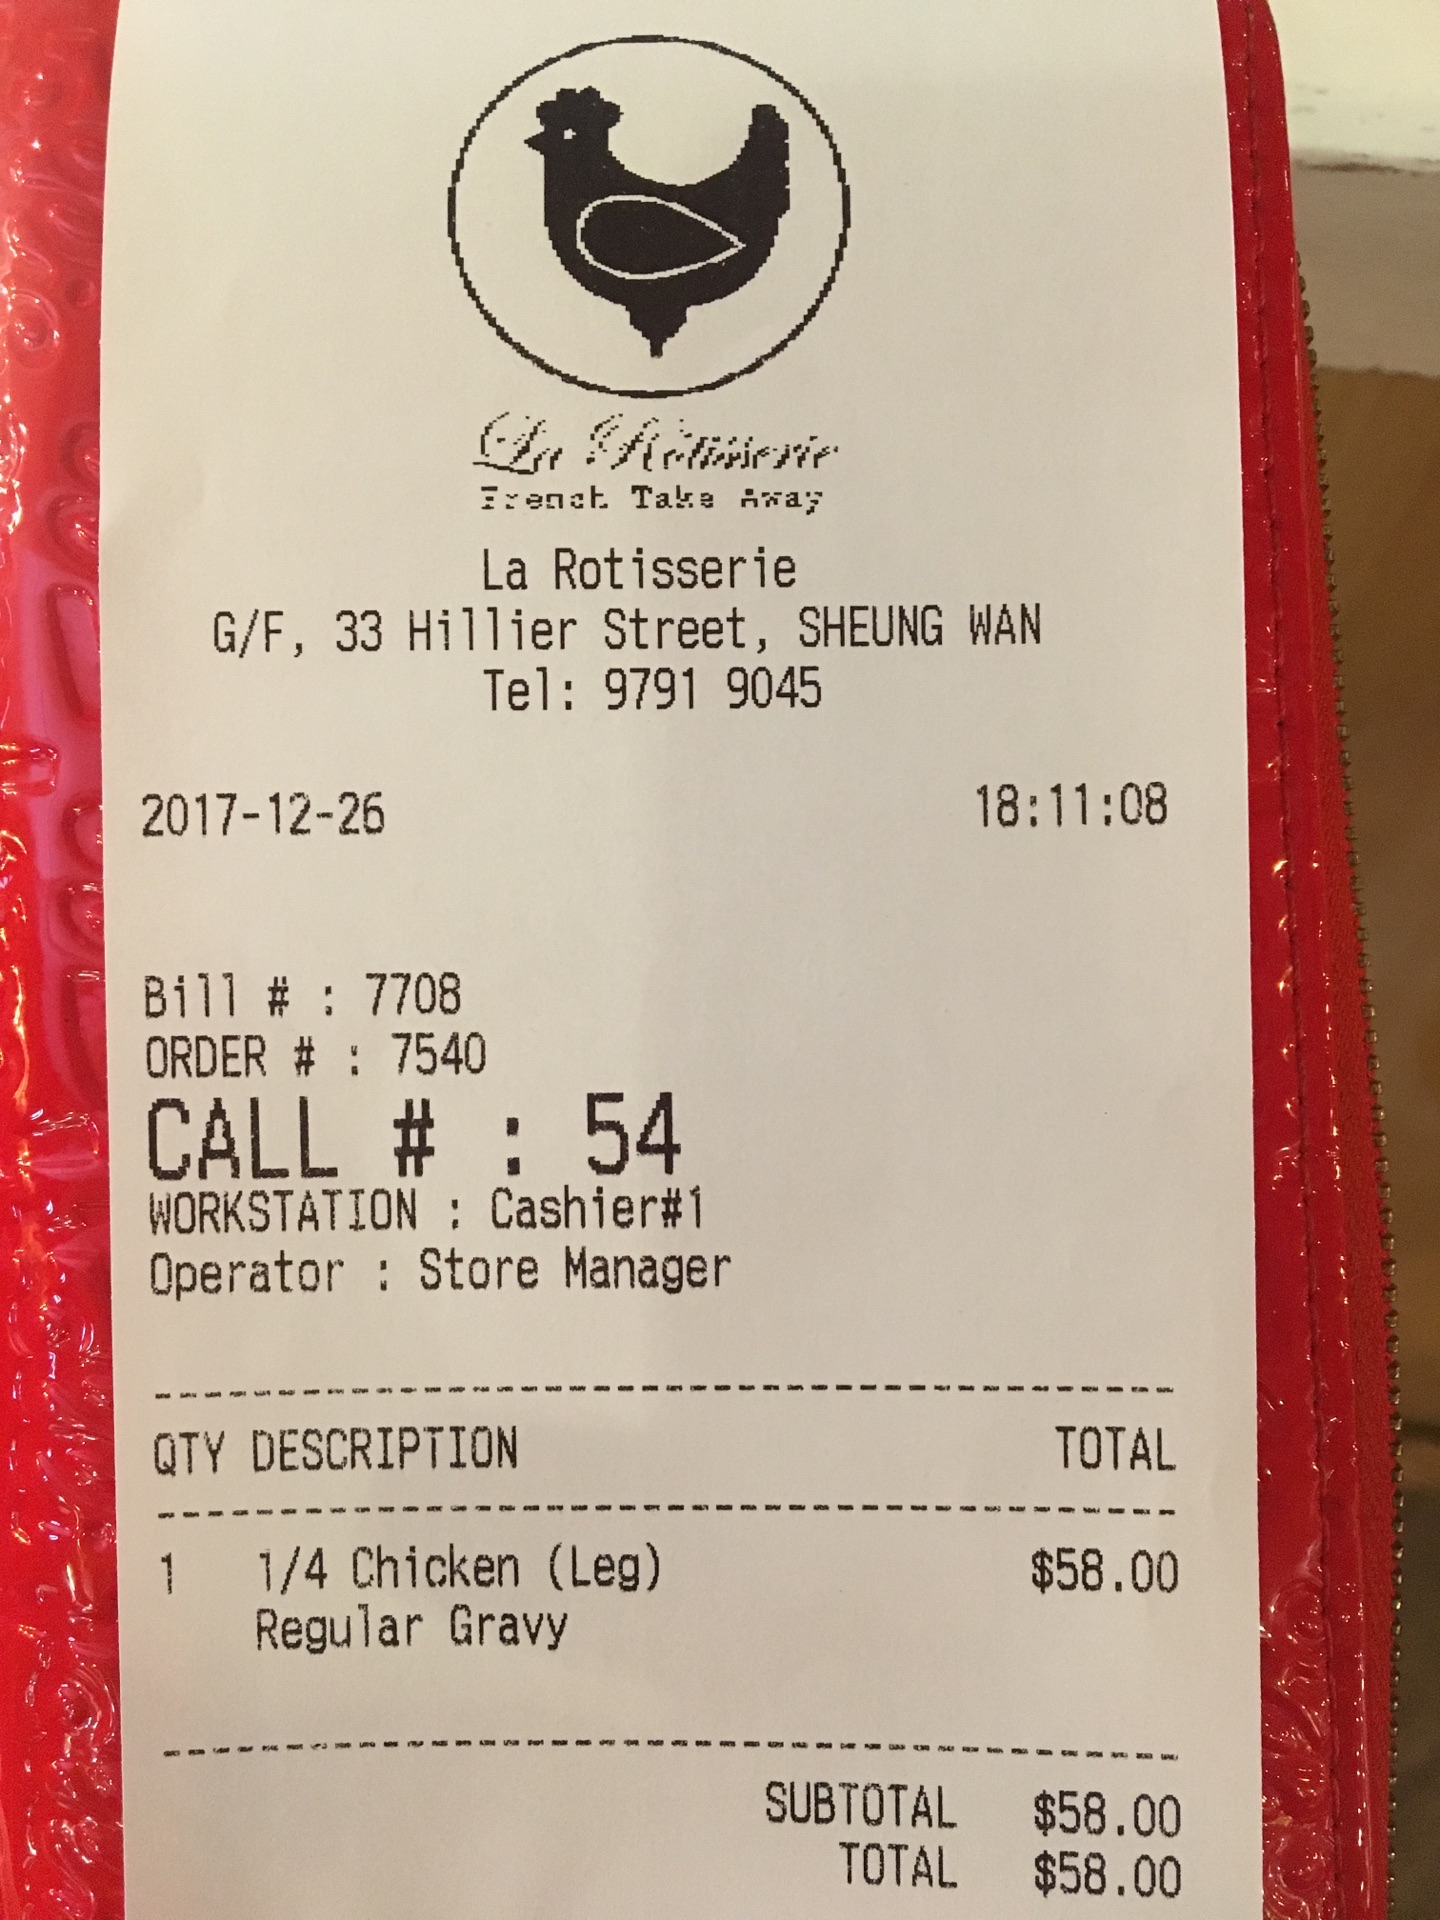 La Rotisserie
French Take Away
La Rotisserie
G/F, 33 Hillier Street, SHEUNG WAN
Tel: 9791 9045
2017-12-26 18:11:08
Bill # : 7708
ORDER # : 7540
CALL # : 54
WORKSTATION : Cashier#1
Operator : Store Manager
QTY DESCRIPTION TOTAL
1 1/4 Chicken (Leg) $58.00
Regular Gravy
SUBTOTAL $58.00
TOTAL $58.00